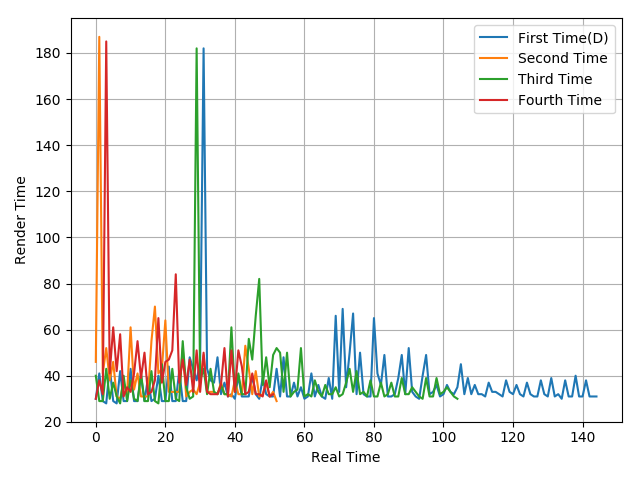 180
160
140
120
100
80
60
40
20
Render Time
0
20
40
60
80
100
120
140
Real Time
First Time(D)
Second Time
Third Time
Fourth Time